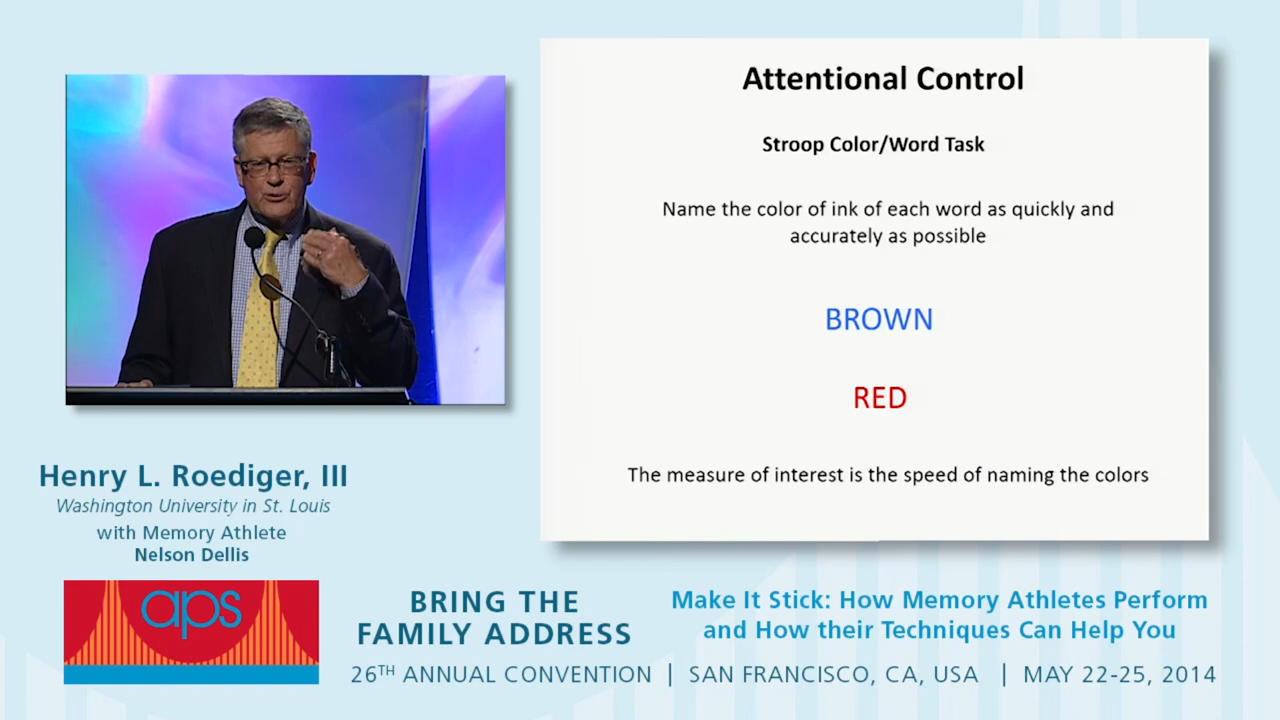 Attentional Control
Stroop Color/Word Task
Name the color of ink of each word as quickly and
accurately as possible
BROWN
RED
The measure of interest is the speed of naming the colors
Henry L. Roediger, III
Washington University in St. Louis
with Memory Athlete
Nelson Dellis
aps
BRING THE
FAMILY ADDRESS
Make It Stick: How Memory Athletes Perform
and How their Techniques Can Help You
26TH ANNUAL CONVENTION | SAN FRANCISCO, CA, USA | MAY 22-25, 2014